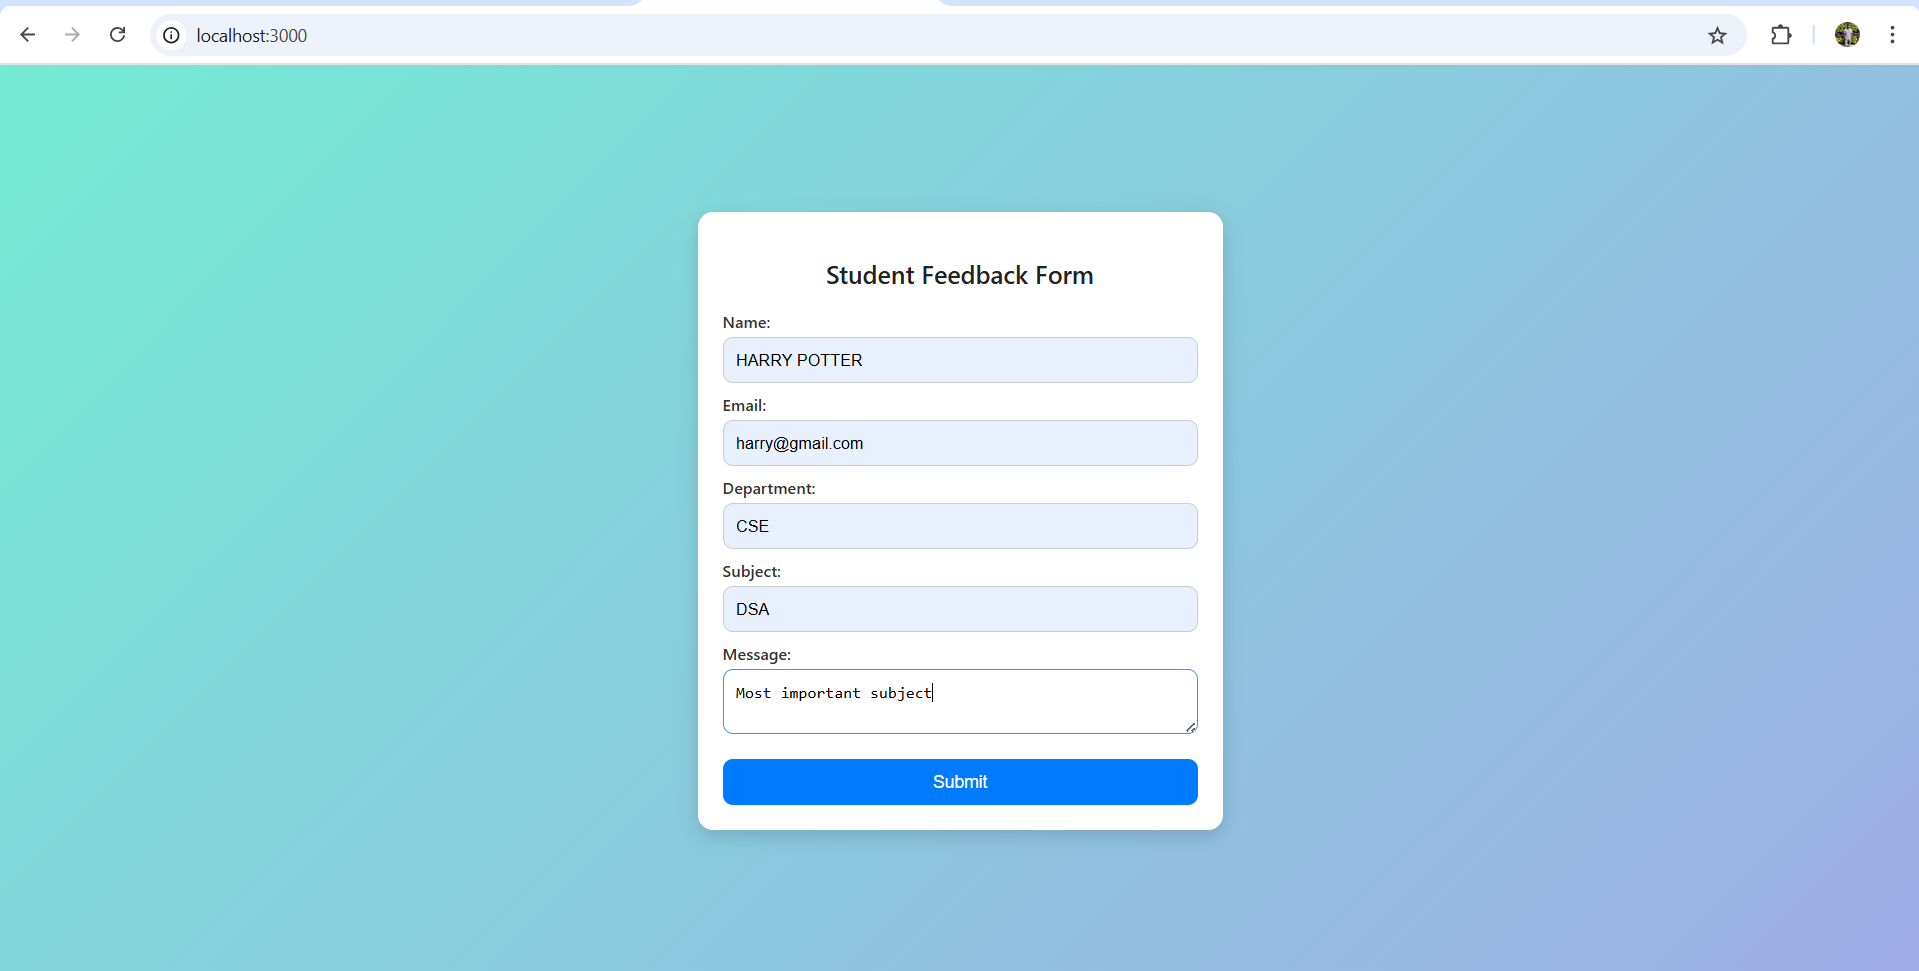 localhost:3000
Student Feedback Form
Name:
HARRY POTTER
Email:
harry@gmail.com
Department:
CSE
Subject:
DSA
Message:
Most important subject
Submit